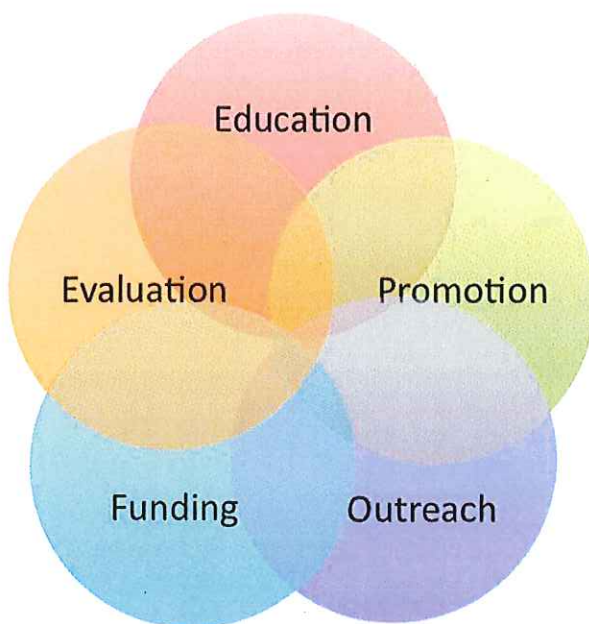 Education
Evaluation
Promotion
Funding
Outreach